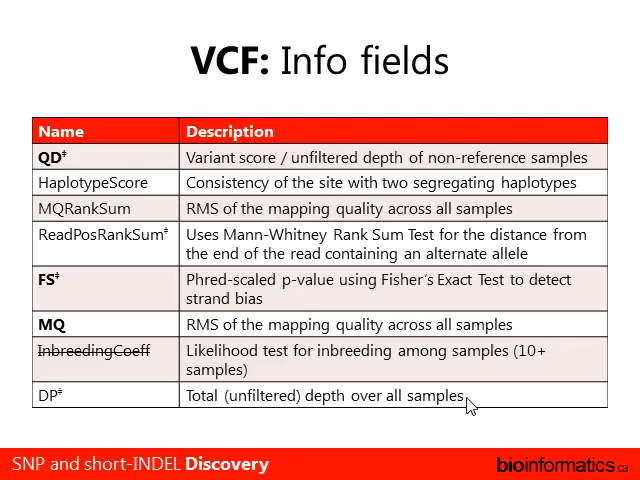 VCF: Info fields
Name Description
QD‡ Variant score / unfiltered depth of non-reference samples
HaplotypeScore Consistency of the site with two segregating haplotypes
MQRankSum RMS of the mapping quality across all samples
ReadPosRankSum‡ Uses Mann-Whitney Rank Sum Test for the distance from
the end of the read containing an alternate allele
FS‡ Phred-scaled p-value using Fisher's Exact Test to detect
strand bias
MQ RMS of the mapping quality across all samples
InbreedingCoeff Likelihood test for inbreeding among samples (10+
samples)
DP‡ Total (unfiltered) depth over all samples
SNP and short-INDEL Discovery
bioinformatics.ca